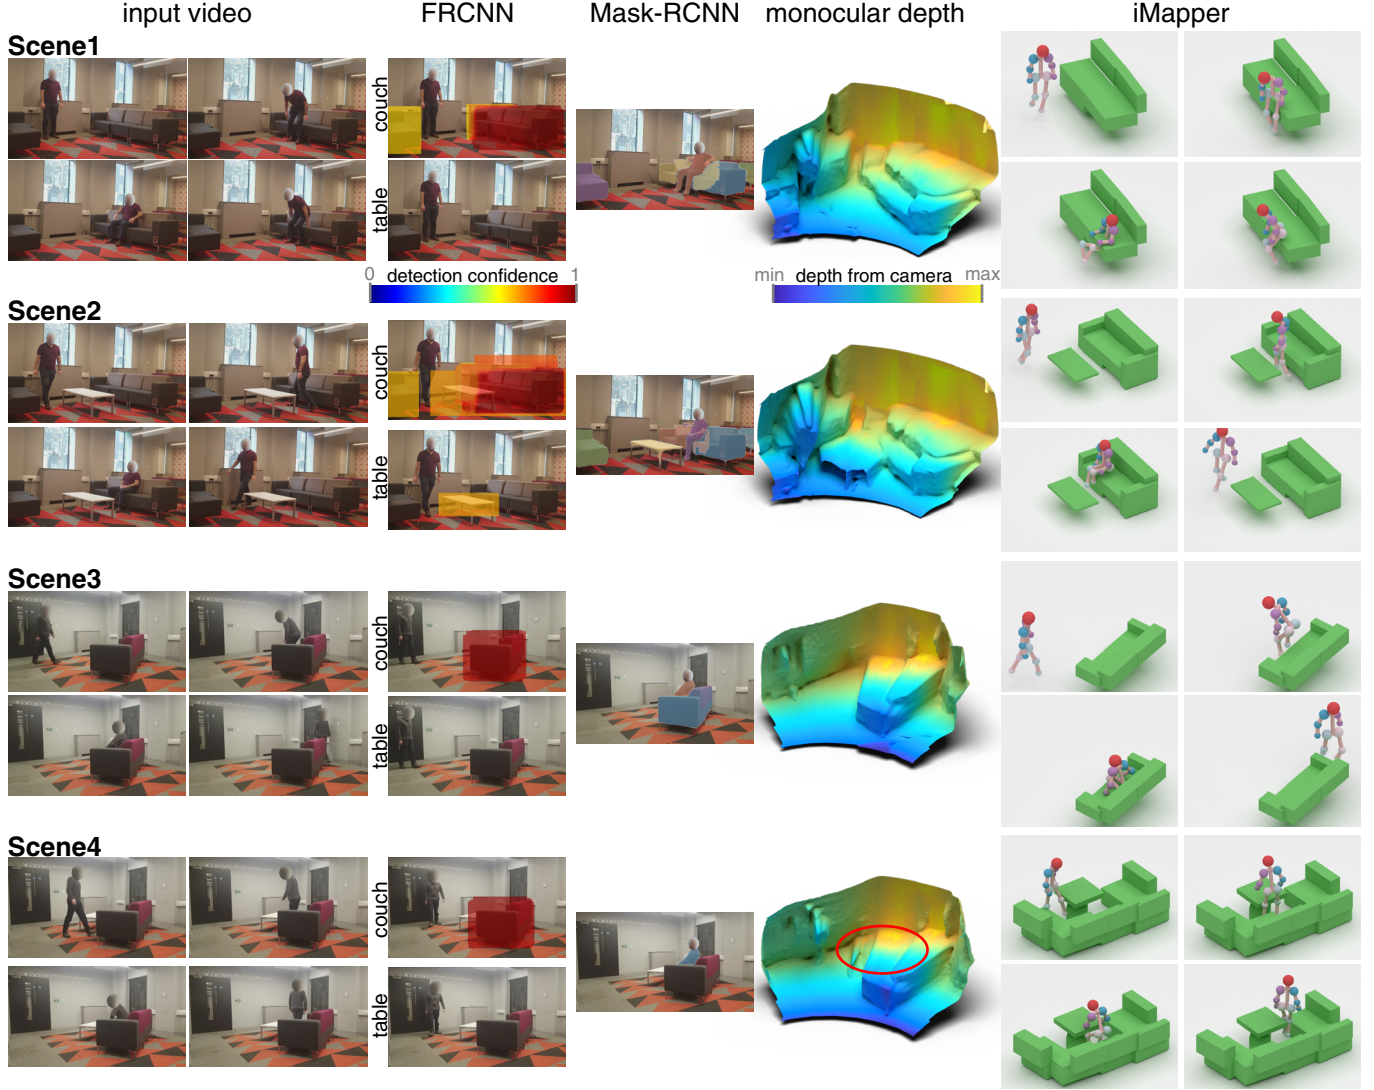 input video FRCNN Mask-RCNN monocular depth iMapper
Scene1
couch
table
0 detection confidence 1
min depth from camera max
Scene2
couch
table
Scene3
couch
table
Scene4
couch
table